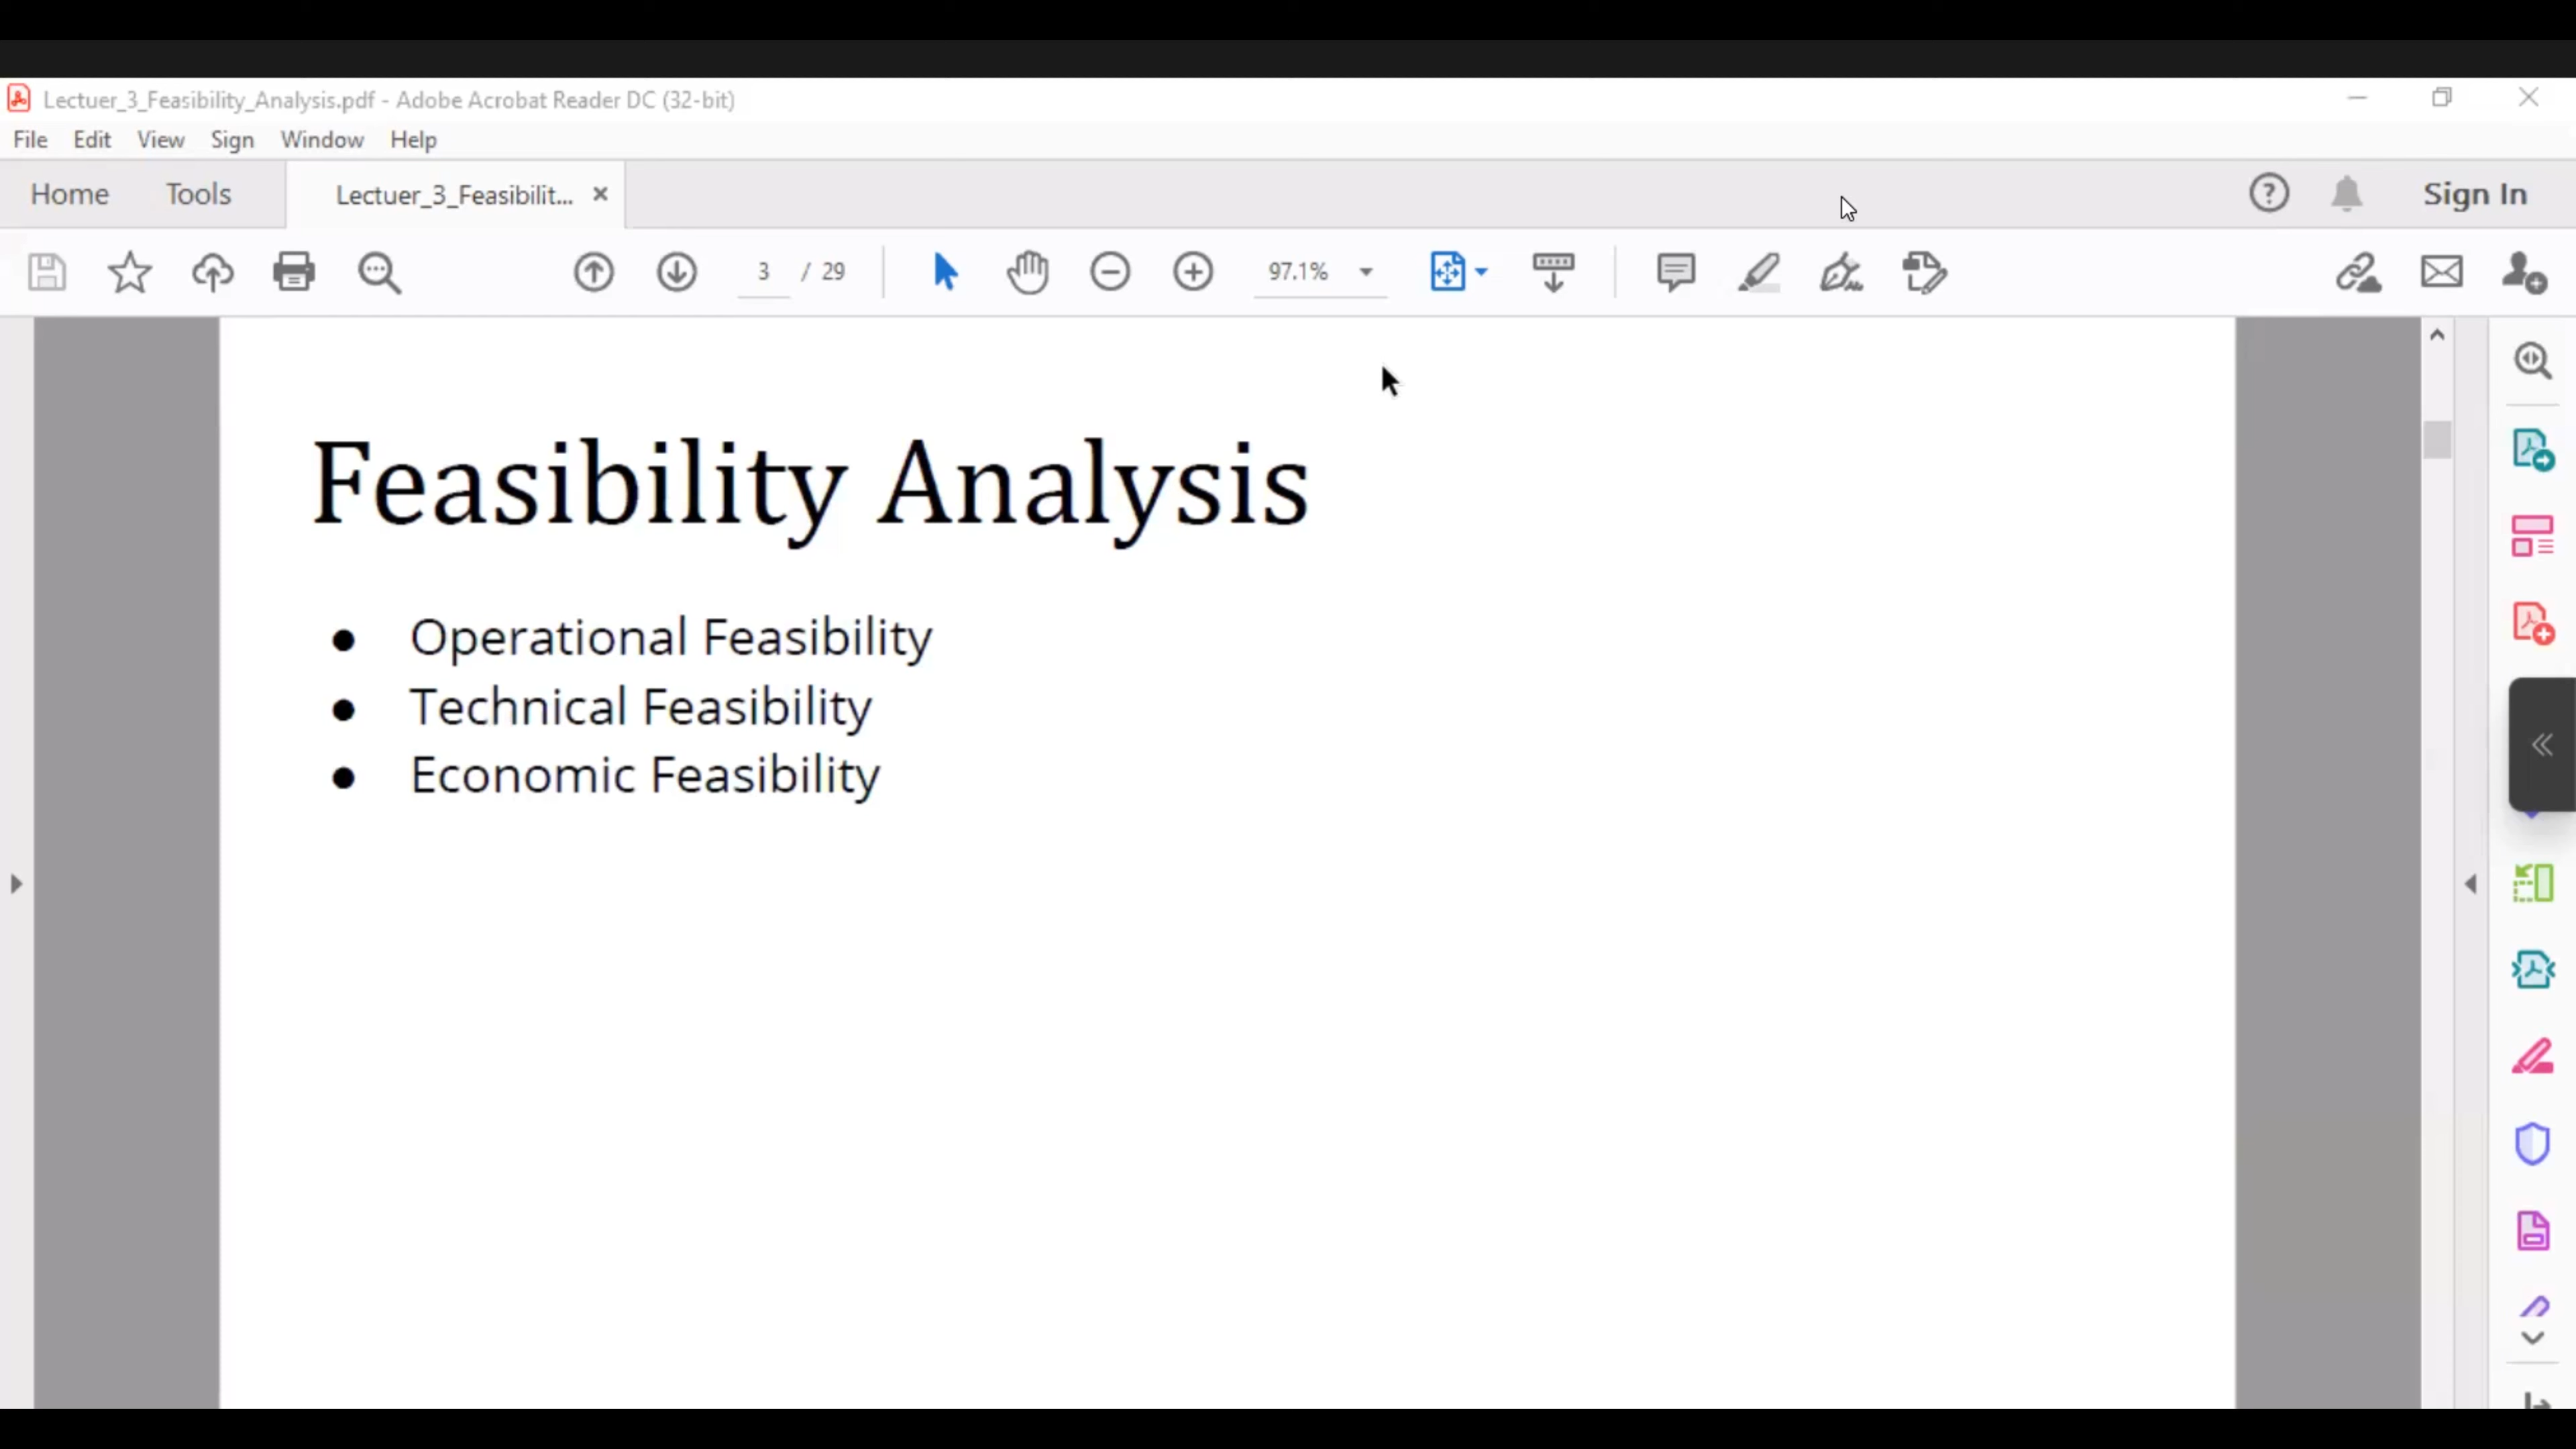 Lectuer_3_Feasibility_Analysis.pdf - Adobe Acrobat Reader DC (32-bit)
File Edit View Sign Window Help
Home Tools Lectuer_3_Feasibilit... × Sign In
3 / 29 97.1%
Feasibility Analysis
● Operational Feasibility
● Technical Feasibility
● Economic Feasibility